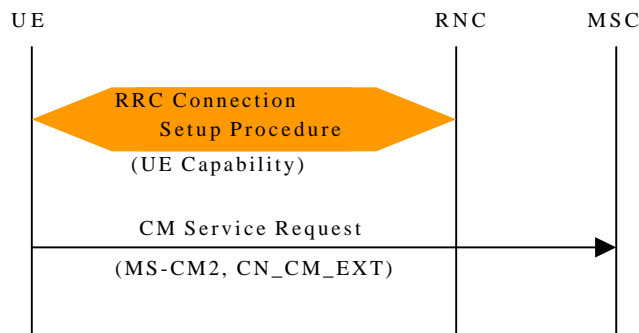 UE RNC MSC
RRC Connection
Setup Procedure
(UE Capability)
CM Service Request
(MS-CM2, CN_CM_EXT)